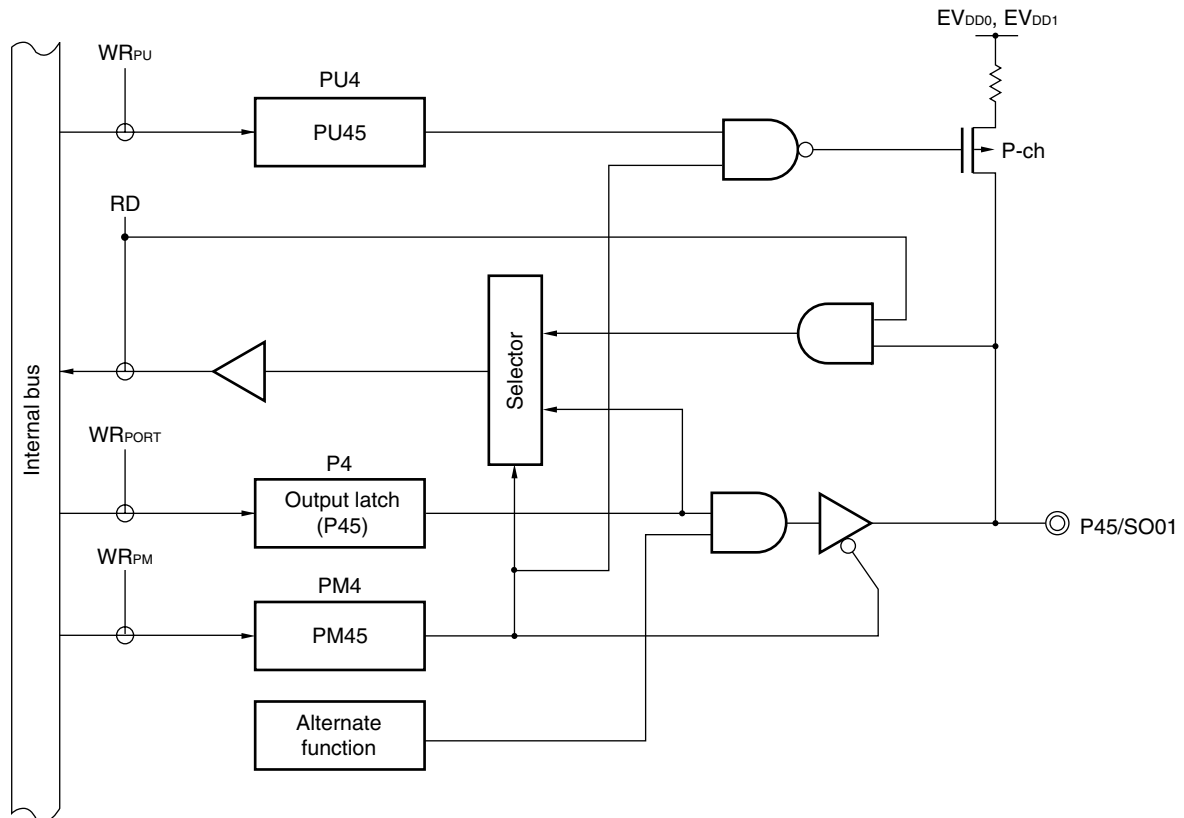 EVDD0, EVDD1
WRPU
PU4
PU45
P-ch
RD
Selector
Internal bus
WRPORT
P4
Output latch
(P45)
P45/SO01
WRPM
PM4
PM45
Alternate
function